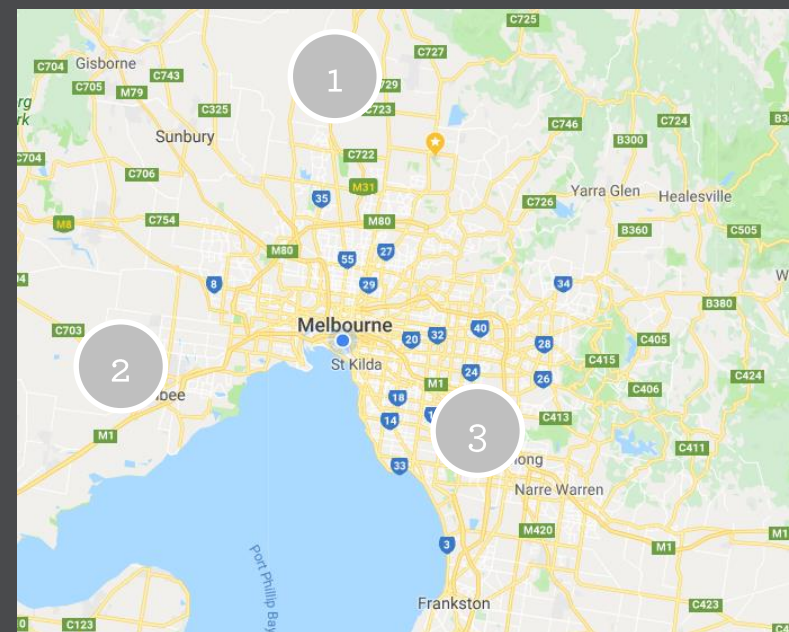 C725
1
C727
C704
Gisborne
C743
729
C705
M79
C723
C325
C724
C746
B300
Sunbury
C704
C722
C706
M31
35
Yarra Glen
Healesville
C726
M8
C754
M80
B360
C505
M80
55
27
8
29
34
B380
Melbourne
C703
20
32
40
C405
28
2
St Kilda
24
C415
26
C424
M1
C406
18
14
C413
3
M1
C411
33
Narre Warren
M420
3
M1
M1
Port Phillip Bay
Frankston
C423
C123